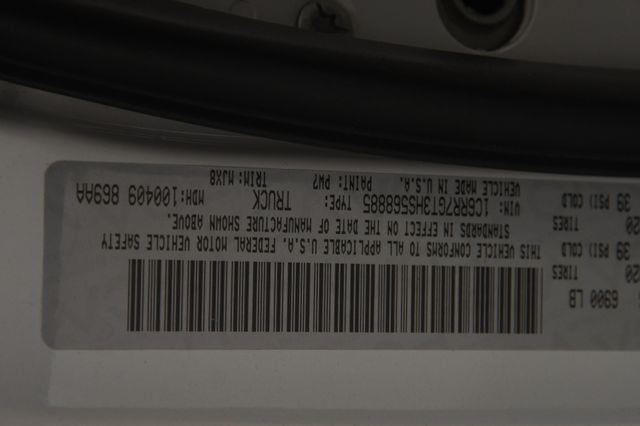 6900 LB
TIRES 20
39 PSI) COLD
TIRES 20
39 PSI) COLD
THIS VEHICLE CONFORMS TO ALL APPLICABLE U.S.A. FEDERAL MOTOR VEHICLE SAFETY
STANDARDS IN EFFECT ON THE DATE OF MANUFACTURE SHOWN ABOVE.
VIN: 1C6RR7GT3HS568885 TYPE: TRUCK MDH:100409 869AA
VEHICLE MADE IN U.S.A. PAINT: PW7 TRIM: MJX8